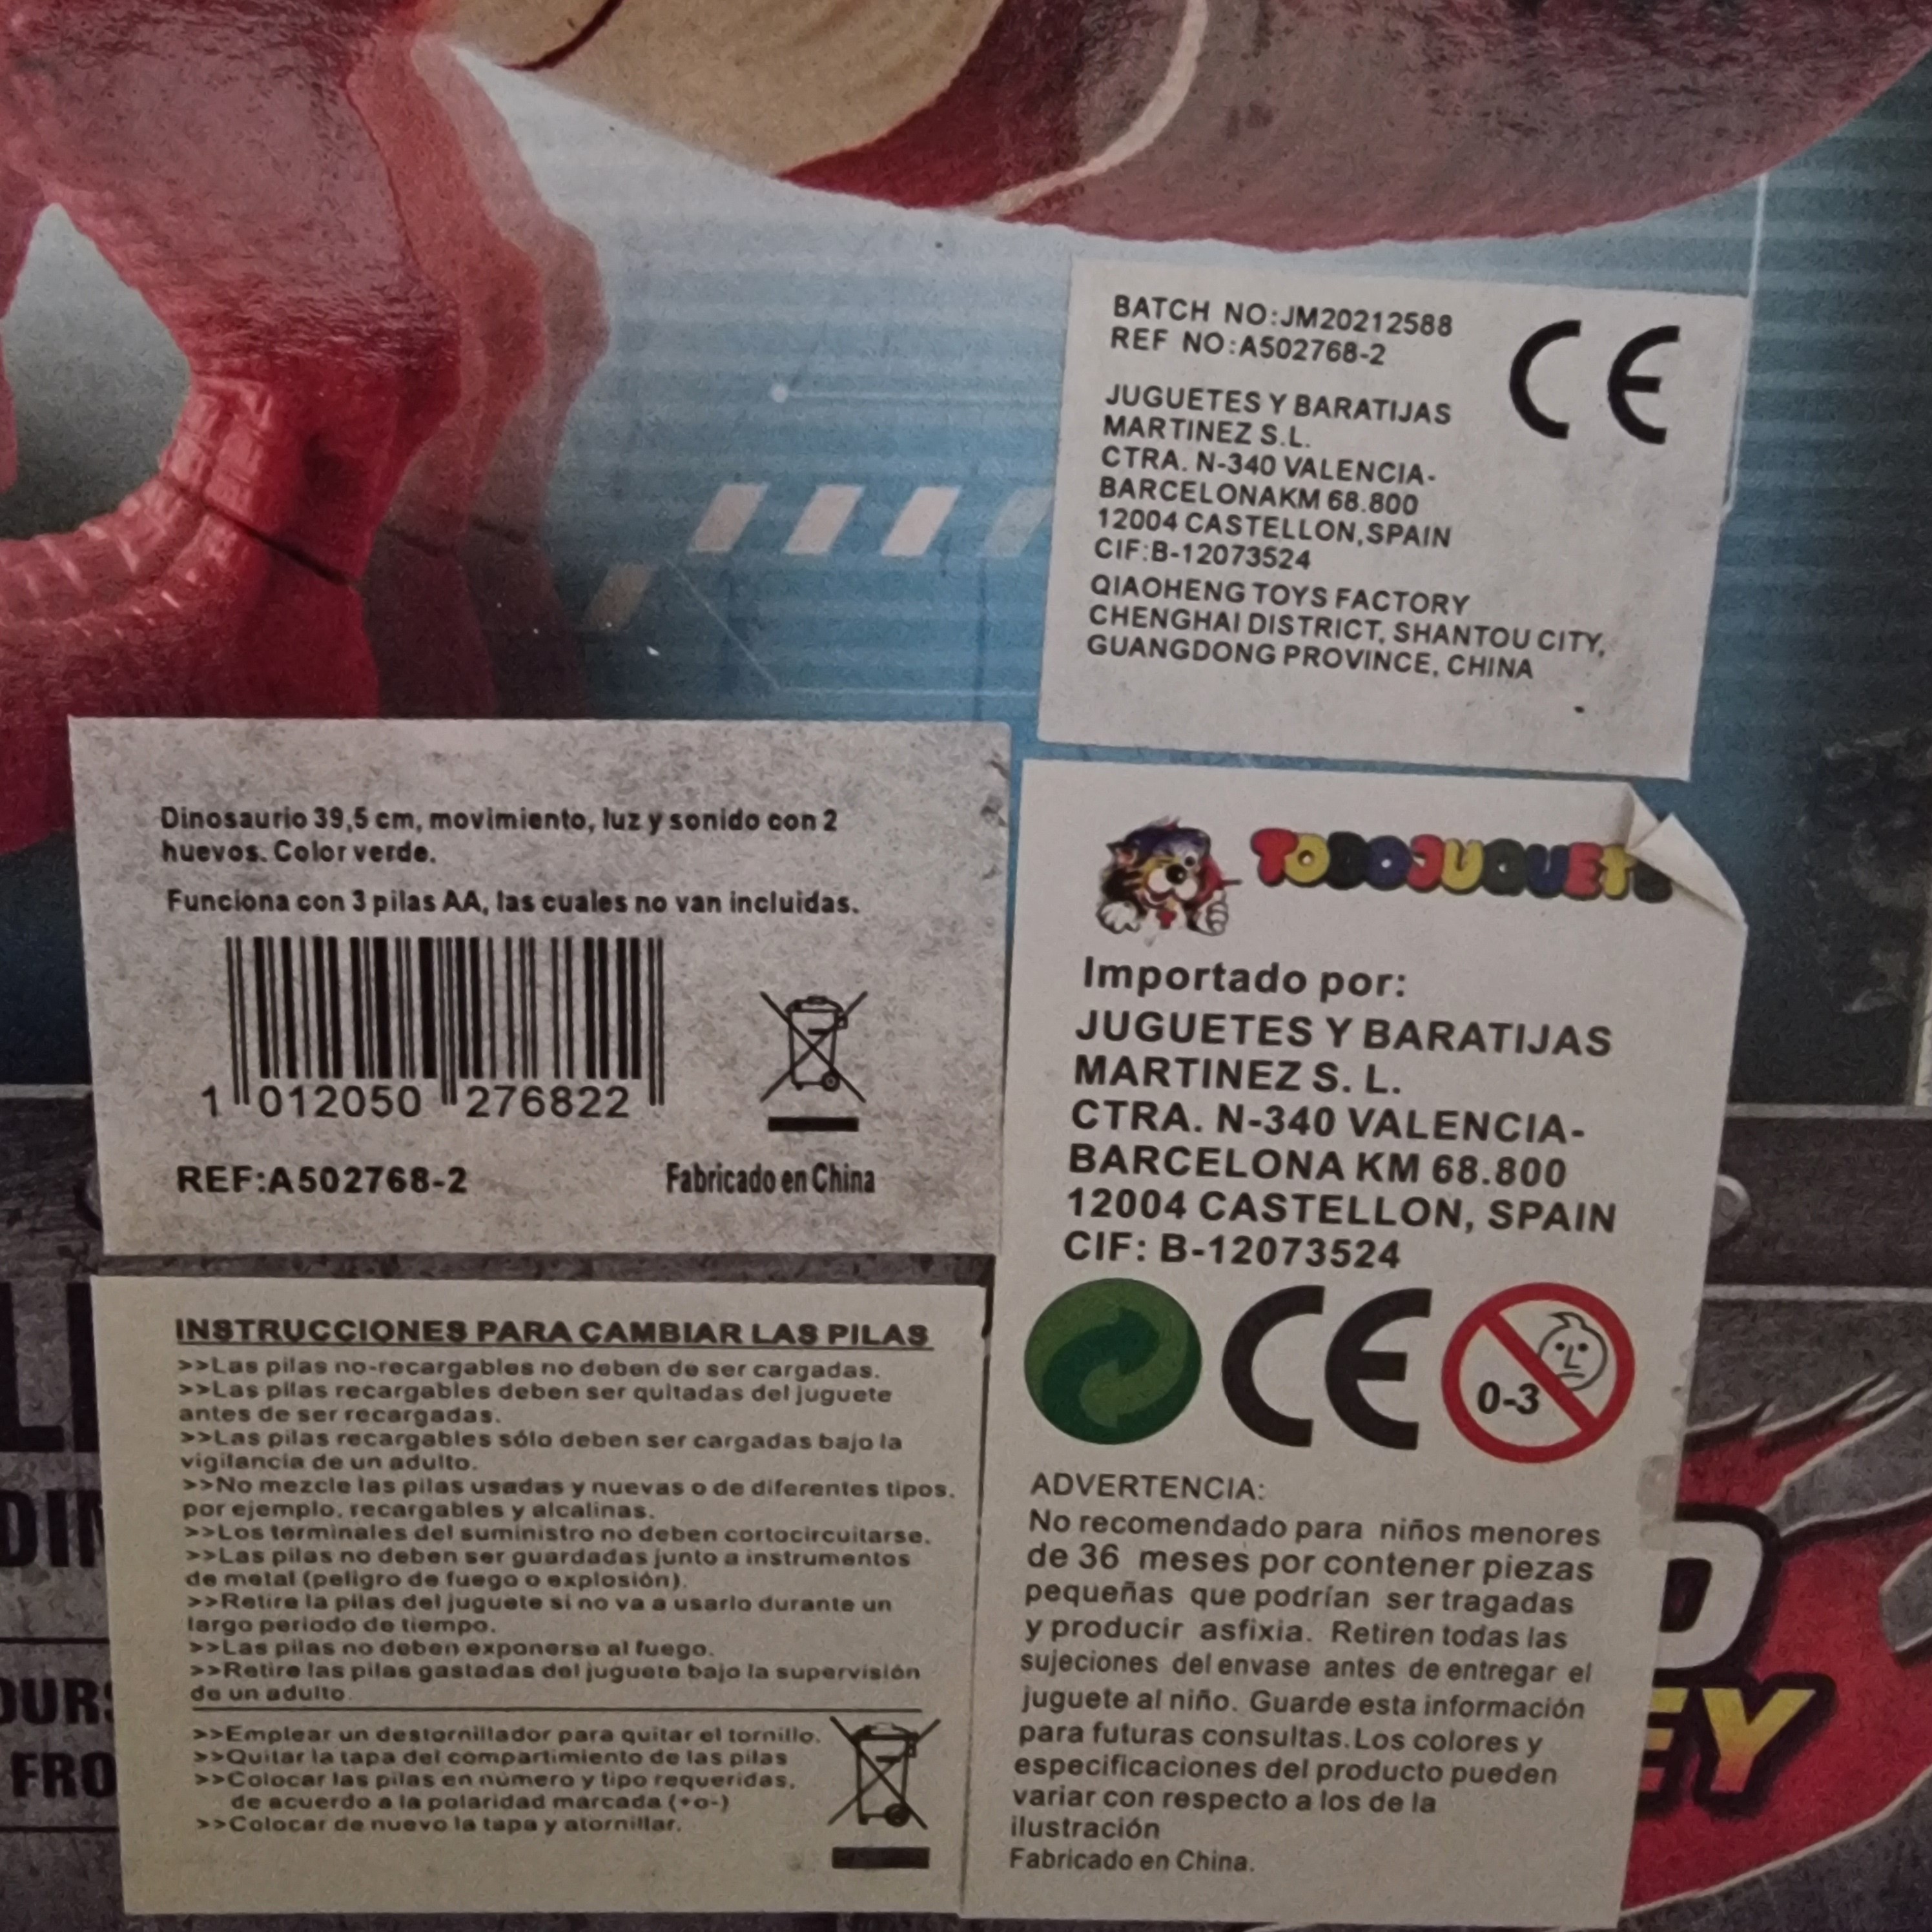 BATCH NO:JM20212588
REF NO:A502768-2
CE
JUGUETES Y BARATIJAS
MARTINEZ S.L.
CTRA. N-340 VALENCIA-
BARCELONAKM 68.800
12004 CASTELLON,SPAIN
CIF:B-12073524
QIAOHENG TOYS FACTORY
CHENGHAI DISTRICT, SHANTOU CITY,
GUANGDONG PROVINCE, CHINA
Dinosaurio 39,5 cm, movimiento, luz y sonido con 2
huevos. Color verde.
Funciona con 3 pilas AA, las cuales no van incluidas.
1 012050 276822
REF:A502768-2 Fabricado en China
INSTRUCCIONES PARA CAMBIAR LAS PILAS
>>Las pilas no-recargables no deben de ser cargadas.
>>Las pilas recargables deben ser quitadas del juguete
antes de ser recargadas.
>>Las pilas recargables sólo deben ser cargadas bajo la
vigilancia de un adulto.
>>No mezcle las pilas usadas y nuevas o de diferentes tipos,
por ejemplo, recargables y alcalinas.
>>Los terminales del suministro no deben cortocircuitarse.
>>Las pilas no deben ser guardadas junto a instrumentos
de metal (peligro de fuego o explosión).
>>Retire la pilas del juguete si no va a usarlo durante un
largo periodo de tiempo.
>>Las pilas no deben exponerse al fuego.
>>Retire las pilas gastadas del juguete bajo la supervisión
de un adulto.
>>Emplear un destornillador para quitar el tornillo.
>>Quitar la tapa del compartimiento de las pilas
>>Colocar las pilas en número y tipo requeridas,
de acuerdo a la polaridad marcada (+o-)
>>Colocar de nuevo la tapa y atornillar.
TODOJUGUET
Importado por:
JUGUETES Y BARATIJAS
MARTINEZ S. L.
CTRA. N-340 VALENCIA-
BARCELONA KM 68.800
12004 CASTELLON, SPAIN
CIF: B-12073524
CE 0-3
ADVERTENCIA:
No recomendado para niños menores
de 36 meses por contener piezas
pequeñas que podrían ser tragadas
y producir asfixia. Retiren todas las
sujeciones del envase antes de entregar el
juguete al niño. Guarde esta información
para futuras consultas. Los colores y
especificaciones del producto pueden
variar con respecto a los de la
ilustración
Fabricado en China.